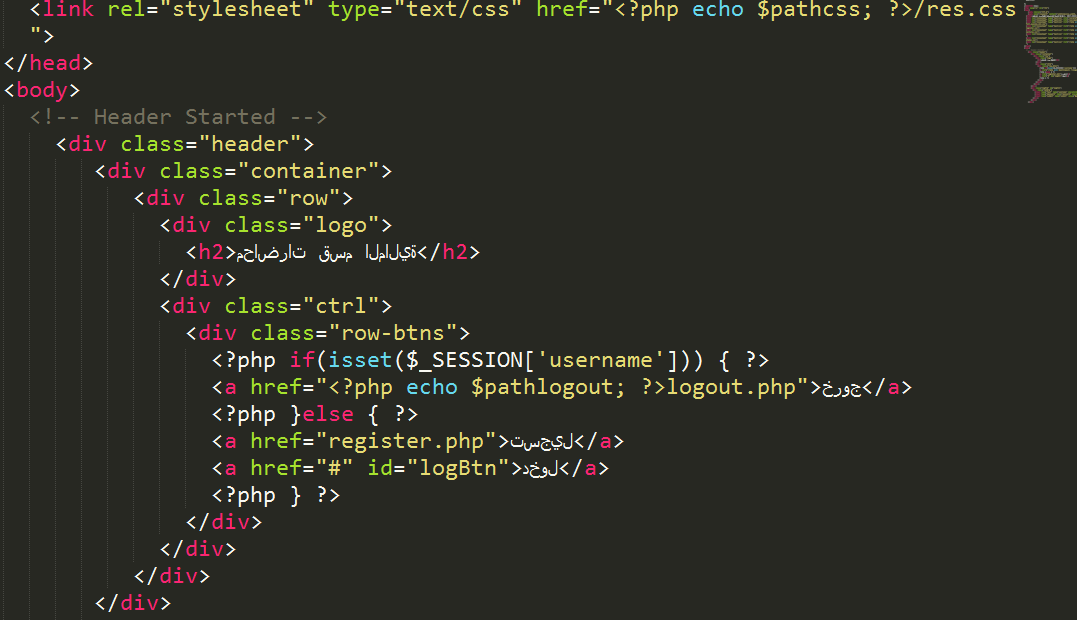 <link rel="stylesheet" type="text/css" href="<?php echo $pathcss; ?>/res.css
">
</head>
<body>
<!-- Header Started -->
<div class="header">
<div class="container">
<div class="row">
<div class="logo">
<h2>محاضرات قسم المالية</h2>
</div>
<div class="ctrl">
<div class="row-btns">
<?php if(isset($_SESSION['username'])) { ?>
<a href="<?php echo $pathlogout; ?>logout.php">خروج</a>
<?php }else { ?>
<a href="register.php">تسجيل</a>
<a href="#" id="logBtn">دخول</a>
<?php } ?>
</div>
</div>
</div>
</div>